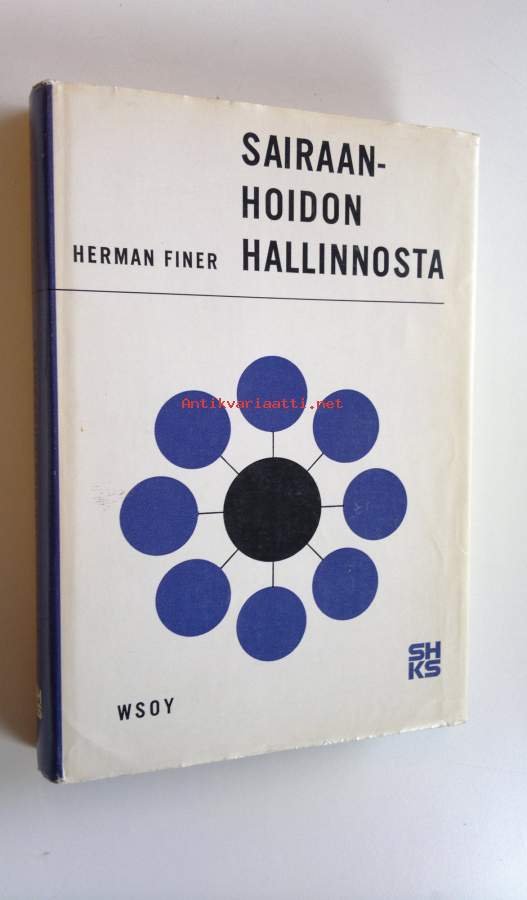 SAIRAAN-
HOIDON
HERMAN FINER HALLINNOSTA
Antikvariaatti.net
SH
KS
WSOY